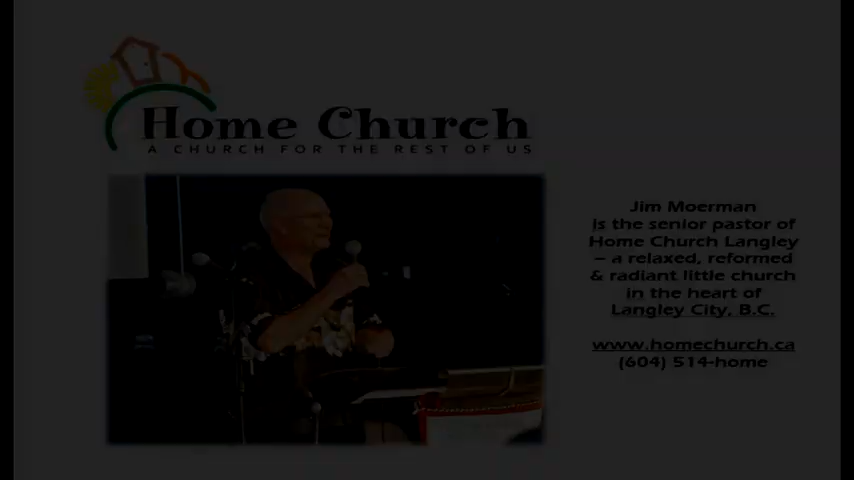 Home Church
A CHURCH FOR THE REST OF US
Jim Moerman
is the senior pastor of
Home Church Langley
– a relaxed, reformed
& radiant little church
in the heart of
Langley City, B.C.
www.homechurch.ca
(604) 514-home